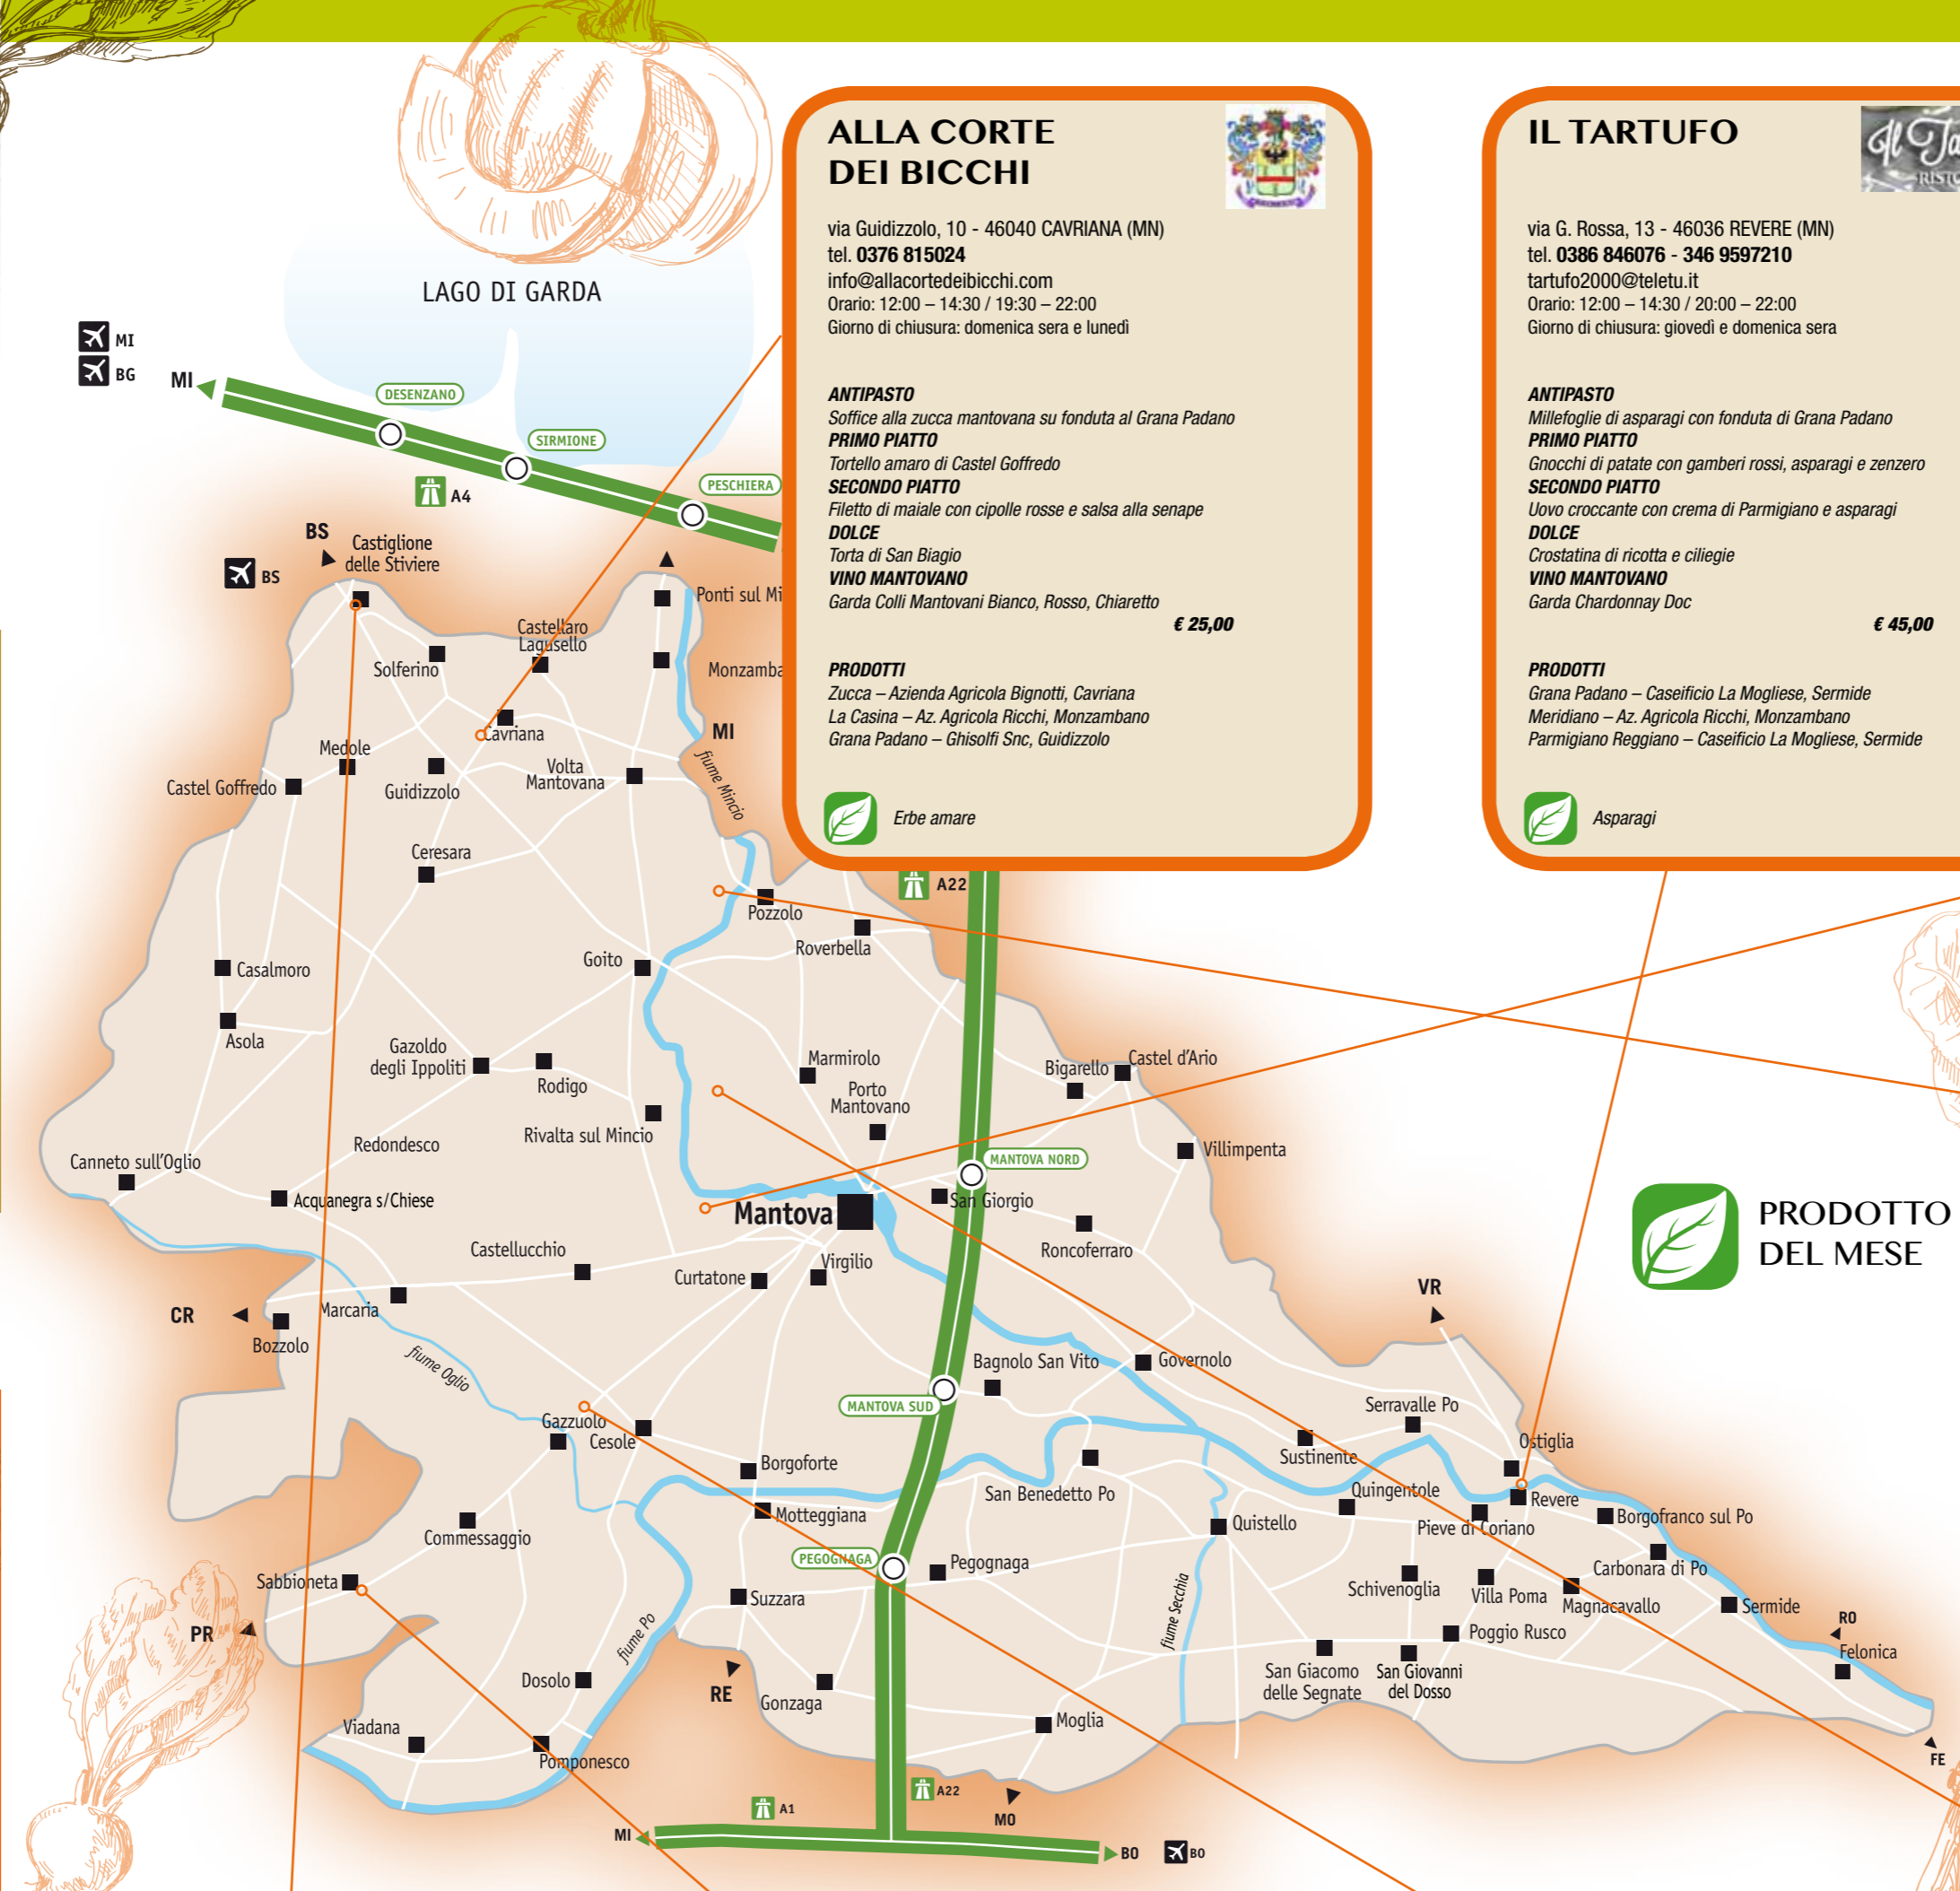 LAGO DI GARDA
MI
BG
MI
DESENZANO
SIRMIONE
PESCHIERA
A4
BS
BS
Castiglione
delle Stiviere
Ponti sul Mi
Castellaro
Lagusello
Solferino
Monzamba
MI
Cavriana
Medole
Castel Goffredo
Guidizzolo
Volta
Mantovana
fiume Mincio
Ceresara
ALLA CORTE
DEI BICCHI
via Guidizzolo, 10 - 46040 CAVRIANA (MN)
tel. 0376 815024
info@allacortedeibicchi.com
Orario: 12:00 – 14:30 / 19:30 – 22:00
Giorno di chiusura: domenica sera e lunedì
ANTIPASTO
Soffice alla zucca mantovana su fonduta al Grana Padano
PRIMO PIATTO
Tortello amaro di Castel Goffredo
SECONDO PIATTO
Filetto di maiale con cipolle rosse e salsa alla senape
DOLCE
Torta di San Biagio
VINO MANTOVANO
Garda Colli Mantovani Bianco, Rosso, Chiaretto
€ 25,00
PRODOTTI
Zucca – Azienda Agricola Bignotti, Cavriana
La Casina – Az. Agricola Ricchi, Monzambano
Grana Padano – Ghisolfi Snc, Guidizzolo
Erbe amare
IL TARTUFO
Il Ta
RISTO
via G. Rossa, 13 - 46036 REVERE (MN)
tel. 0386 846076 - 346 9597210
tartufo2000@teletu.it
Orario: 12:00 – 14:30 / 20:00 – 22:00
Giorno di chiusura: giovedì e domenica sera
ANTIPASTO
Millefoglie di asparagi con fonduta di Grana Padano
PRIMO PIATTO
Gnocchi di patate con gamberi rossi, asparagi e zenzero
SECONDO PIATTO
Uovo croccante con crema di Parmigiano e asparagi
DOLCE
Crostatina di ricotta e ciliegie
VINO MANTOVANO
Garda Chardonnay Doc
€ 45,00
PRODOTTI
Grana Padano – Caseificio La Mogliese, Sermide
Meridiano – Az. Agricola Ricchi, Monzambano
Parmigiano Reggiano – Caseificio La Mogliese, Sermide
Asparagi
A22
Pozzolo
Roverbella
Goito
Casalmoro
Asola
Gazoldo
degli Ippoliti
Rodigo
Marmirolo
Porto
Mantovano
Bigarello
Castel d'Ario
Rivalta sul Mincio
Redondesco
Villimpenta
MANTOVA NORD
Canneto sull'Oglio
Acquanegra s/Chiese
San Giorgio
Mantova
PRODOTTO
DEL MESE
Castellucchio
Roncoferraro
Virgilio
Curtatone
VR
CR
Marcaria
Bozzolo
fiume Oglio
Bagnolo San Vito
Governolo
MANTOVA SUD
Serravalle Po
Gazzuolo
Cesole
Ostiglia
Sustinente
Borgoforte
San Benedetto Po
Quingentole
Revere
Motteggiana
Quistello
Pieve di Coriano
Borgofranco sul Po
Commessaggio
PEGOGNAGA
Pegognaga
Carbonara di Po
Sabbioneta
Schivenoglia
Villa Poma
Magnacavallo
Suzzara
Sermide
RO
fiume Po
fiume Secchia
PR
Poggio Rusco
Felonica
San Giacomo
delle Segnate
San Giovanni
del Dosso
Dosolo
RE
Gonzaga
Viadana
Moglia
Pomponesco
FE
A22
A1
MO
MI
BO
BO